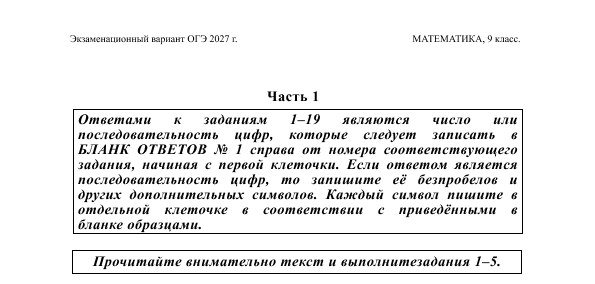 Экзаменационный вариант ОГЭ 2027 г.
МАТЕМАТИКА, 9 класс.
Часть 1
Ответами к заданиям 1–19 являются число или
последовательность цифр, которые следует записать в
БЛАНК ОТВЕТОВ № 1 справа от номера соответствующего
задания, начиная с первой клеточки. Если ответом является
последовательность цифр, то запишите её безпробелов и
других дополнительных символов. Каждый символ пишите в
отдельной клеточке в соответствии с приведёнными в
бланке образцами.
Прочитайте внимательно текст и выполнитезадания 1–5.